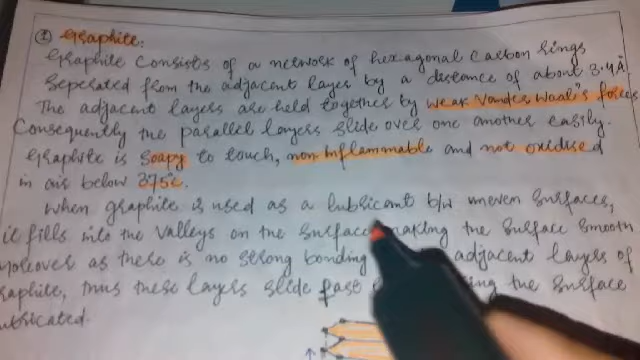 ① Graphite:
Graphite consists of a network of hexagonal carbon rings
seperated from the adjacent layer by a distance of about 3.4Å
The adjacent layers are held together by weak Vander Waal's forces
Consequently the parallel layers slide over one another easily.
Graphite is soapy to touch, non inflammable and not oxidised
in air below 375°c.
When graphite is used as a lubricant b/w uneven surfaces,
it fills into the valleys on the surface making the surface smooth
Moreover as there is no strong bonding adjacent layers of
graphite, thus these layers slide past the surface
lubricated.